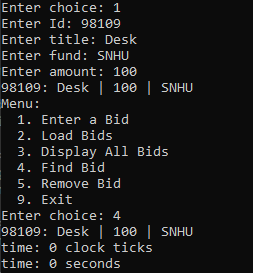 Enter choice: 1
Enter Id: 98109
Enter title: Desk
Enter fund: SNHU
Enter amount: 100
98109: Desk | 100 | SNHU
Menu:
  1. Enter a Bid
  2. Load Bids
  3. Display All Bids
  4. Find Bid
  5. Remove Bid
  9. Exit
Enter choice: 4
98109: Desk | 100 | SNHU
time: 0 clock ticks
time: 0 seconds